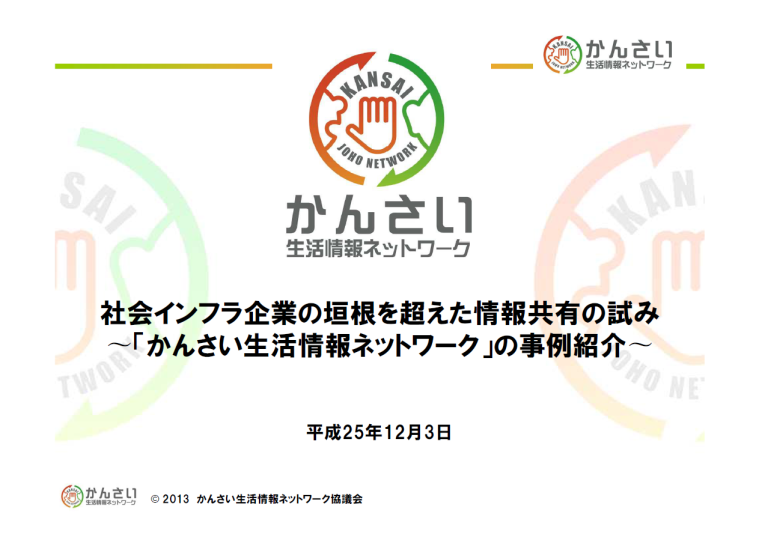 かんさい
生活情報ネットワーク
KANSAI
JOHO NETWORK
KANSAI
JOHO NETWORK
かんさい
生活情報ネットワーク
社会インフラ企業の垣根を超えた情報共有の試み
~「かんさい生活情報ネットワーク」の事例紹介~
平成25年12月3日
かんさい
生活情報ネットワーク
© 2013 かんさい生活情報ネットワーク協議会